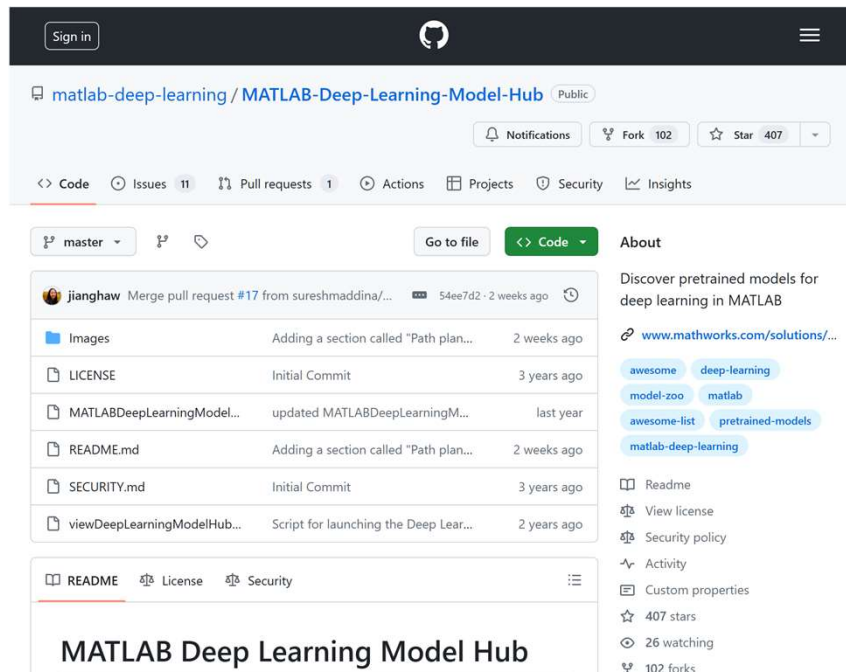 Sign in
matlab-deep-learning / MATLAB-Deep-Learning-Model-Hub Public
Notifications Fork 102 Star 407
Code Issues 11 Pull requests 1 Actions Projects Security Insights
master Go to file Code
jianghaw Merge pull request #17 from sureshmaddina/... 54ee7d2 · 2 weeks ago
Images Adding a section called "Path plan... 2 weeks ago
LICENSE Initial Commit 3 years ago
MATLABDeepLearningModel... updated MATLABDeepLearningM... last year
README.md Adding a section called "Path plan... 2 weeks ago
SECURITY.md Initial Commit 3 years ago
viewDeepLearningModelHub... Script for launching the Deep Lear... 2 years ago
README License Security
MATLAB Deep Learning Model Hub
About
Discover pretrained models for
deep learning in MATLAB
www.mathworks.com/solutions/...
awesome deep-learning
model-zoo matlab
awesome-list pretrained-models
matlab-deep-learning
Readme
View license
Security policy
Activity
Custom properties
407 stars
26 watching
102 forks